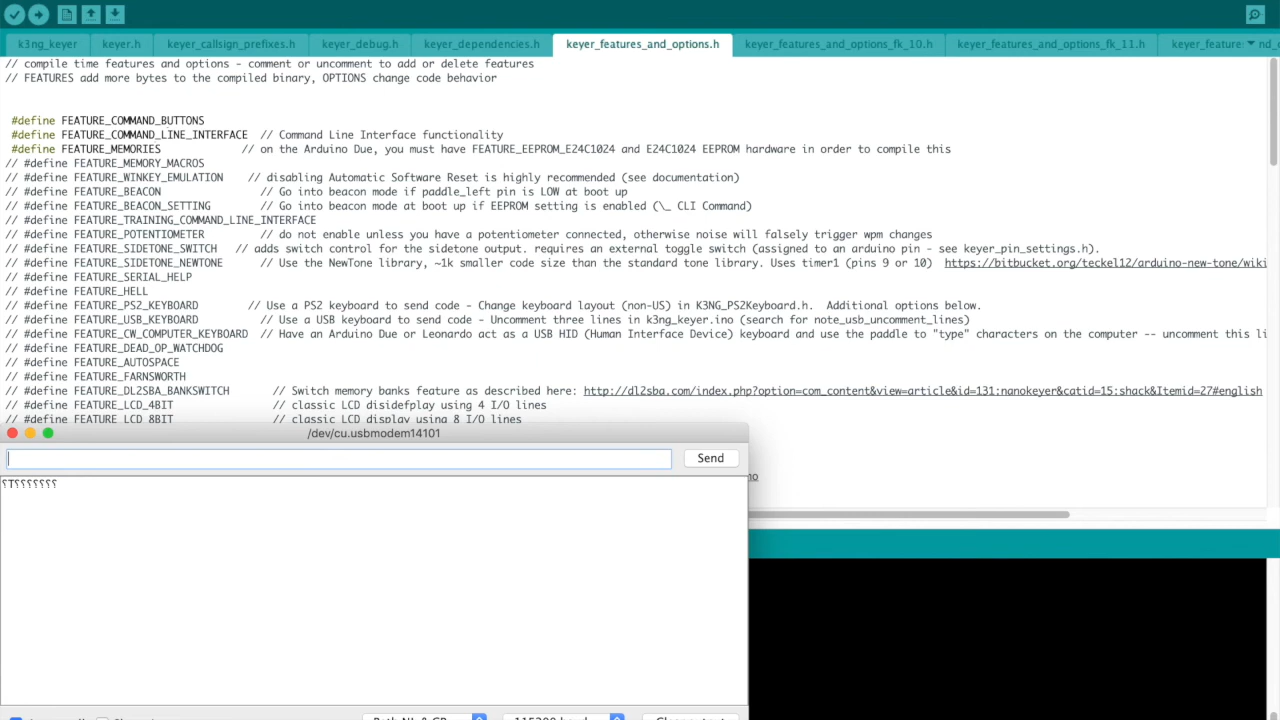 k3ng_keyer keyer.h keyer_callsign_prefixes.h keyer_debug.h keyer_dependencies.h keyer_features_and_options.h keyer_features_and_options_fk_10.h keyer_features_and_options_fk_11.h
// compile time features and options - comment or uncomment to add or delete features
// FEATURES add more bytes to the compiled binary, OPTIONS change code behavior
#define FEATURE_COMMAND_BUTTONS
#define FEATURE_COMMAND_LINE_INTERFACE // Command Line Interface functionality
#define FEATURE_MEMORIES // on the Arduino Due, you must have FEATURE_EEPROM_E24C1024 and E24C1024 EEPROM hardware in order to compile this
// #define FEATURE_MEMORY_MACROS
// #define FEATURE_WINKEY_EMULATION // disabling Automatic Software Reset is highly recommended (see documentation)
// #define FEATURE_BEACON // Go into beacon mode if paddle_left pin is LOW at boot up
// #define FEATURE_BEACON_SETTING // Go into beacon mode at boot up if EEPROM setting is enabled (\_ CLI Command)
// #define FEATURE_TRAINING_COMMAND_LINE_INTERFACE
// #define FEATURE_POTENTIOMETER // do not enable unless you have a potentiometer connected, otherwise noise will falsely trigger wpm changes
// #define FEATURE_SIDETONE_SWITCH // adds switch control for the sidetone output. requires an external toggle switch (assigned to an arduino pin - see keyer_pin_settings.h).
// #define FEATURE_SIDETONE_NEWTONE // Use the NewTone library, ~1k smaller code size than the standard tone library. Uses timer1 (pins 9 or 10) https://bitbucket.org/teckel12/arduino-new-tone/wiki
// #define FEATURE_SERIAL_HELP
// #define FEATURE_HELL
// #define FEATURE_PS2_KEYBOARD // Use a PS2 keyboard to send code - Change keyboard layout (non-US) in K3NG_PS2Keyboard.h. Additional options below.
// #define FEATURE_USB_KEYBOARD // Use a USB keyboard to send code - Uncomment three lines in k3ng_keyer.ino (search for note_usb_uncomment_lines)
// #define FEATURE_CW_COMPUTER_KEYBOARD // Have an Arduino Due or Leonardo act as a USB HID (Human Interface Device) keyboard and use the paddle to "type" characters on the computer -- uncomment this li
// #define FEATURE_DEAD_OP_WATCHDOG
// #define FEATURE_AUTOSPACE
// #define FEATURE_FARNSWORTH
// #define FEATURE_DL2SBA_BANKSWITCH // Switch memory banks feature as described here: http://dl2sba.com/index.php?option=com_content&view=article&id=131:nanokeyer&catid=15:shack&Itemid=27#english
// #define FEATURE_LCD_4BIT // classic LCD disidefplay using 4 I/O lines
// #define FEATURE_LCD_8BIT // classic LCD display using 8 I/O lines
/dev/cu.usbmodem14101
Send
⸮T⸮⸮⸮⸮⸮⸮⸮